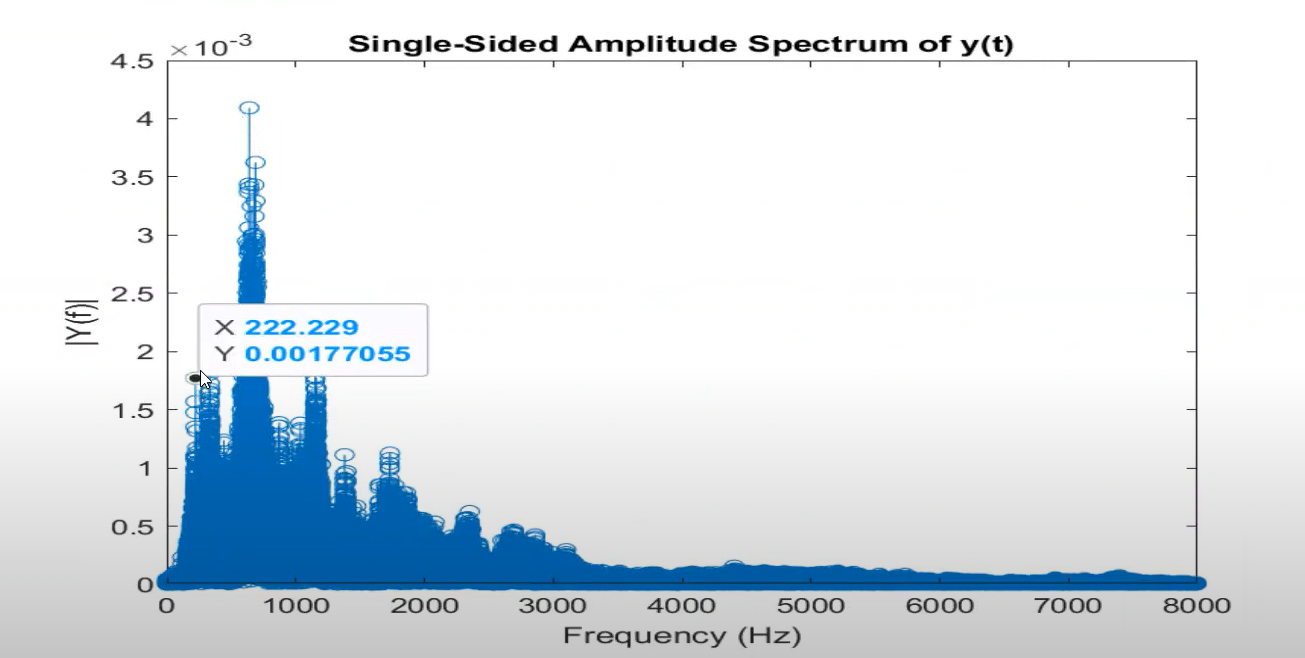 × 10-3
Single-Sided Amplitude Spectrum of y(t)
4.5
4
3.5
3
2.5
2
1.5
1
0.5
0
|Y(f)|
X 222.229
Y 0.00177055
0 1000 2000 3000 4000 5000 6000 7000 8000
Frequency (Hz)